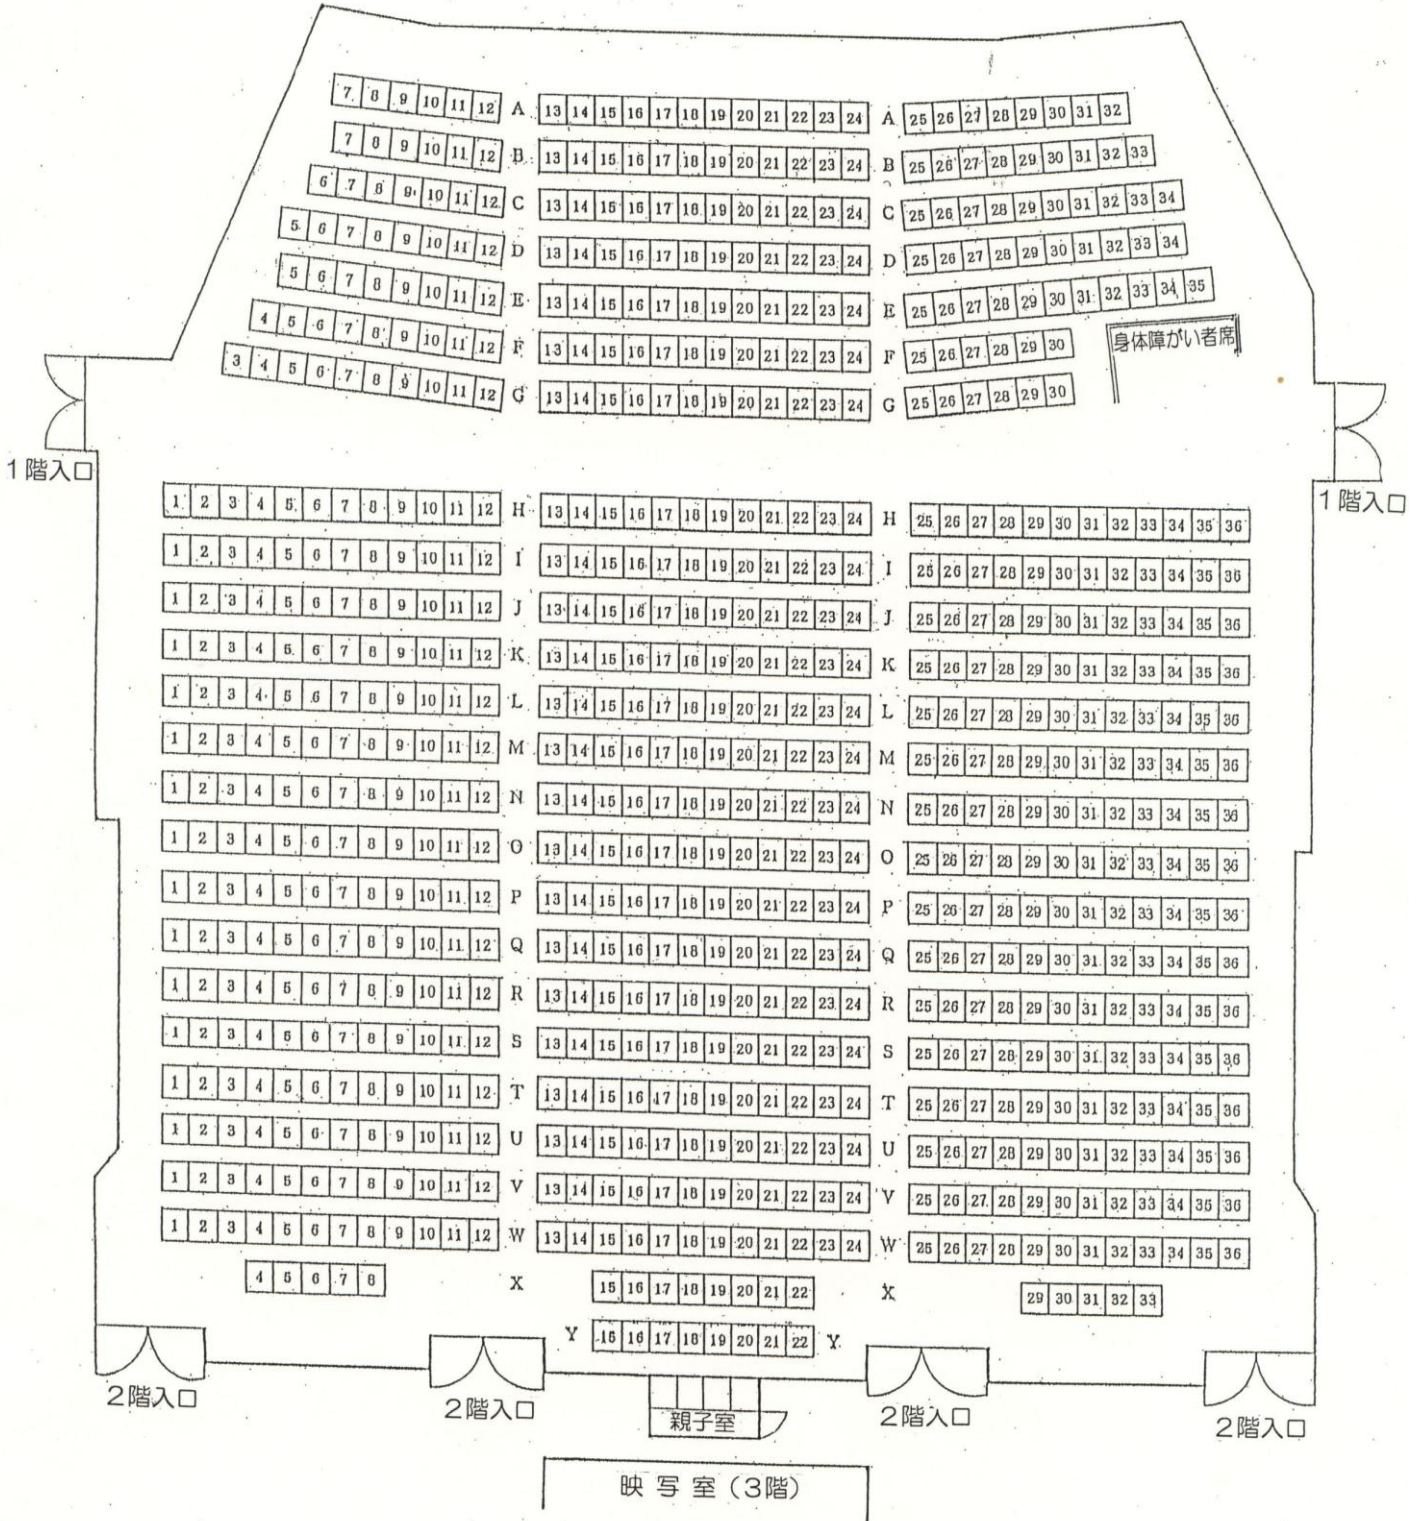 7 8 9 10 11 12 A 13 14 15 16 17 18 19 20 21 22 23 24 A 25 26 27 28 29 30 31 32
7 8 9 10 11 12 B 13 14 15 16 17 18 19 20 21 22 23 24 B 25 26 27 28 29 30 31 32 33
6 7 8 9 10 11 12 C 13 14 15 16 17 18 19 20 21 22 23 24 C 25 26 27 28 29 30 31 32 33 34
5 6 7 8 9 10 11 12 D 13 14 15 16 17 18 19 20 21 22 23 24 D 25 26 27 28 29 30 31 32 33 34
5 6 7 8 9 10 11 12 E 13 14 15 16 17 18 19 20 21 22 23 24 E 25 26 27 28 29 30 31 32 33 34 35
4 5 6 7 8 9 10 11 12 F 13 14 15 16 17 18 19 20 21 22 23 24 F 25 26 27 28 29 30
身体障がい者席
3 4 5 6 7 8 9 10 11 12 G 13 14 15 16 17 18 19 20 21 22 23 24 G 25 26 27 28 29 30
1階入口
1階入口
1 2 3 4 5 6 7 8 9 10 11 12 H 13 14 15 16 17 18 19 20 21 22 23 24 H 25 26 27 28 29 30 31 32 33 34 35 36
1 2 3 4 5 6 7 8 9 10 11 12 I 13 14 15 16 17 18 19 20 21 22 23 24 I 25 26 27 28 29 30 31 32 33 34 35 36
1 2 3 4 5 6 7 8 9 10 11 12 J 13 14 15 16 17 18 19 20 21 22 23 24 J 25 26 27 28 29 30 31 32 33 34 35 36
1 2 3 4 5 6 7 8 9 10 11 12 K 13 14 15 16 17 18 19 20 21 22 23 24 K 25 26 27 28 29 30 31 32 33 34 35 36
1 2 3 4 5 6 7 8 9 10 11 12 L 13 14 15 16 17 18 19 20 21 22 23 24 L 25 26 27 28 29 30 31 32 33 34 35 36
1 2 3 4 5 6 7 8 9 10 11 12 M 13 14 15 16 17 18 19 20 21 22 23 24 M 25 26 27 28 29 30 31 32 33 34 35 36
1 2 3 4 5 6 7 8 9 10 11 12 N 13 14 15 16 17 18 19 20 21 22 23 24 N 25 26 27 28 29 30 31 32 33 34 35 36
1 2 3 4 5 6 7 8 9 10 11 12 O 13 14 15 16 17 18 19 20 21 22 23 24 O 25 26 27 28 29 30 31 32 33 34 35 36
1 2 3 4 5 6 7 8 9 10 11 12 P 13 14 15 16 17 18 19 20 21 22 23 24 P 25 26 27 28 29 30 31 32 33 34 35 36
1 2 3 4 5 6 7 8 9 10 11 12 Q 13 14 15 16 17 18 19 20 21 22 23 24 Q 25 26 27 28 29 30 31 32 33 34 35 36
1 2 3 4 5 6 7 8 9 10 11 12 R 13 14 15 16 17 18 19 20 21 22 23 24 R 25 26 27 28 29 30 31 32 33 34 35 36
1 2 3 4 5 6 7 8 9 10 11 12 S 13 14 15 16 17 18 19 20 21 22 23 24 S 25 26 27 28 29 30 31 32 33 34 35 36
1 2 3 4 5 6 7 8 9 10 11 12 T 13 14 15 16 17 18 19 20 21 22 23 24 T 25 26 27 28 29 30 31 32 33 34 35 36
1 2 3 4 5 6 7 8 9 10 11 12 U 13 14 15 16 17 18 19 20 21 22 23 24 U 25 26 27 28 29 30 31 32 33 34 35 36
1 2 3 4 5 6 7 8 9 10 11 12 V 13 14 15 16 17 18 19 20 21 22 23 24 V 25 26 27 28 29 30 31 32 33 34 35 36
1 2 3 4 5 6 7 8 9 10 11 12 W 13 14 15 16 17 18 19 20 21 22 23 24 W 25 26 27 28 29 30 31 32 33 34 35 36
4 5 6 7 8 X 15 16 17 18 19 20 21 22 X 29 30 31 32 33
Y 15 16 17 18 19 20 21 22 Y
2階入口
2階入口
親子室
2階入口
2階入口
映写室（3階）